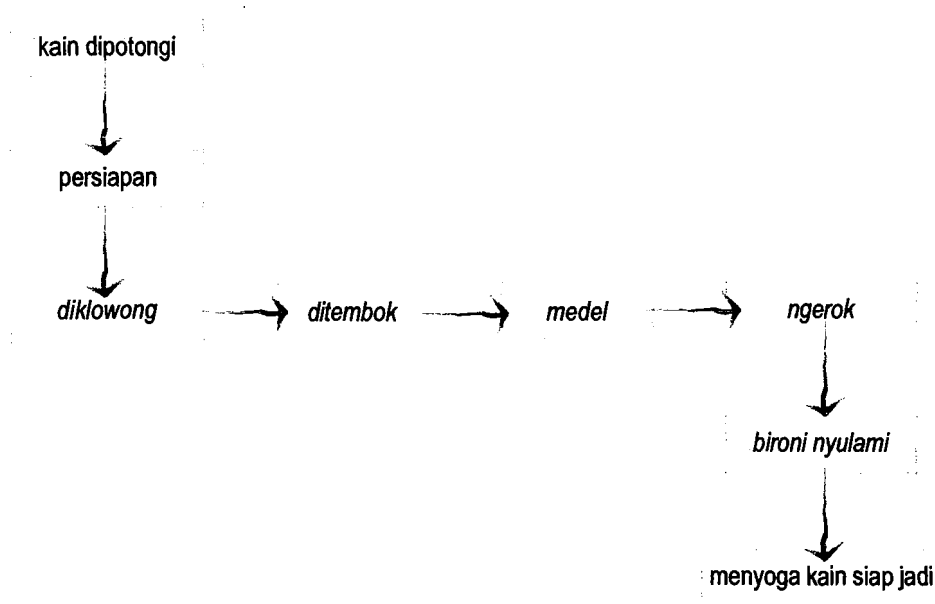 kain dipotongi
persiapan
diklowong
ditembok
medel
ngerok
bironi nyulami
menyoga kain siap jadi